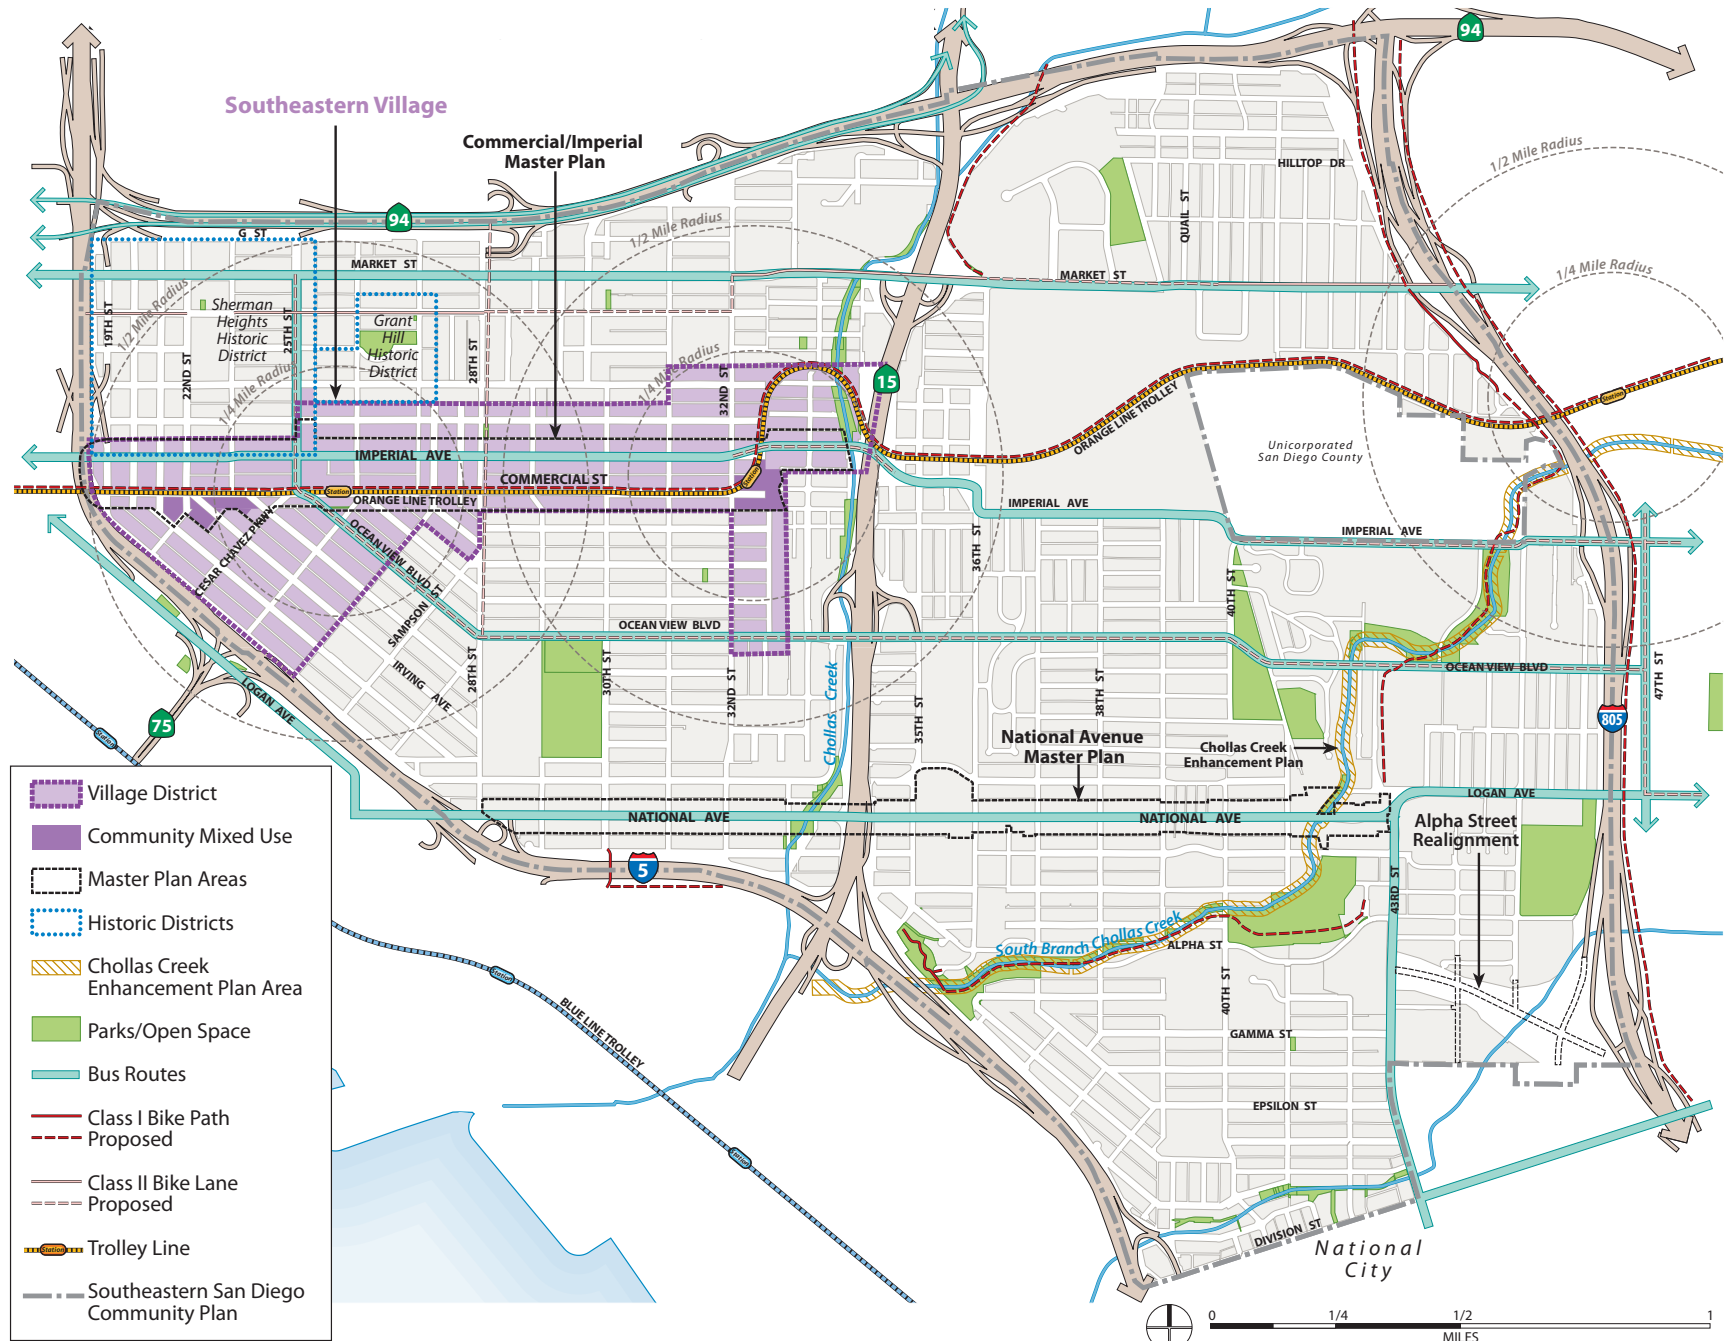 94
94
Southeastern Village
Commercial/Imperial
Master Plan
1/2 Mile Radius
HILLTOP DR
QUAIL ST
1/2 Mile Radius
G ST
MARKET ST
MARKET ST
1/4 Mile Radius
1/2 Mile Radius
19TH ST
Sherman
Heights
Historic
District
25TH ST
Grant
Hill
Historic
District
22ND ST
28TH ST
1/4 Mile Radius
1/4 Mile Radius
32ND ST
15
ORANGE LINE TROLLEY
Station
Unicorporated
San Diego County
IMPERIAL AVE
COMMERCIAL ST
Station
Station
ORANGE LINE TROLLEY
IMPERIAL AVE
IMPERIAL AVE
CESAR CHAVEZ PKWY
OCEAN VIEW BLVD
SAMPSON ST
IRVING AVE
36TH ST
40TH ST
OCEAN VIEW BLVD
OCEAN VIEW BLVD
28TH ST
30TH ST
32ND ST
Chollas Creek
35TH ST
38TH ST
47TH ST
LOGAN AVE
75
Station
805
National Avenue
Master Plan
Chollas Creek
Enhancement Plan
LOGAN AVE
NATIONAL AVE
NATIONAL AVE
Alpha Street
Realignment
5
43RD ST
South Branch Chollas Creek
ALPHA ST
40TH ST
Station
BLUE LINE TROLLEY
GAMMA ST
EPSILON ST
Station
DIVISION ST
National
City
Village District
Community Mixed Use
Master Plan Areas
Historic Districts
Chollas Creek
Enhancement Plan Area
Parks/Open Space
Bus Routes
Class I Bike Path
Proposed
Class II Bike Lane
Proposed
Station
Trolley Line
Southeastern San Diego
Community Plan
0 1/4 1/2 1
MILES